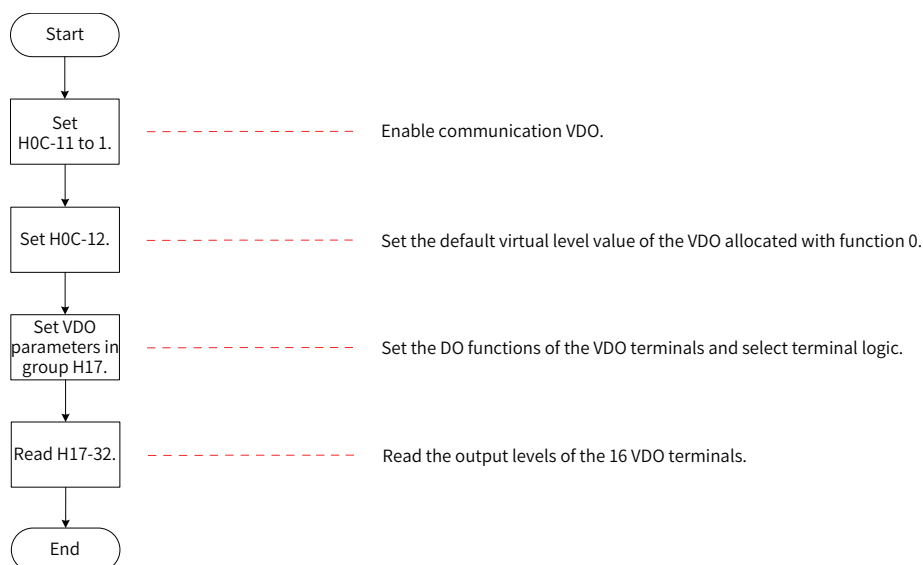 Start
Set
H0C-11 to 1.
Enable communication VDO.
Set H0C-12.
Set the default virtual level value of the VDO allocated with function 0.
Set VDO
parameters in
group H17.
Set the DO functions of the VDO terminals and select terminal logic.
Read H17-32.
Read the output levels of the 16 VDO terminals.
End